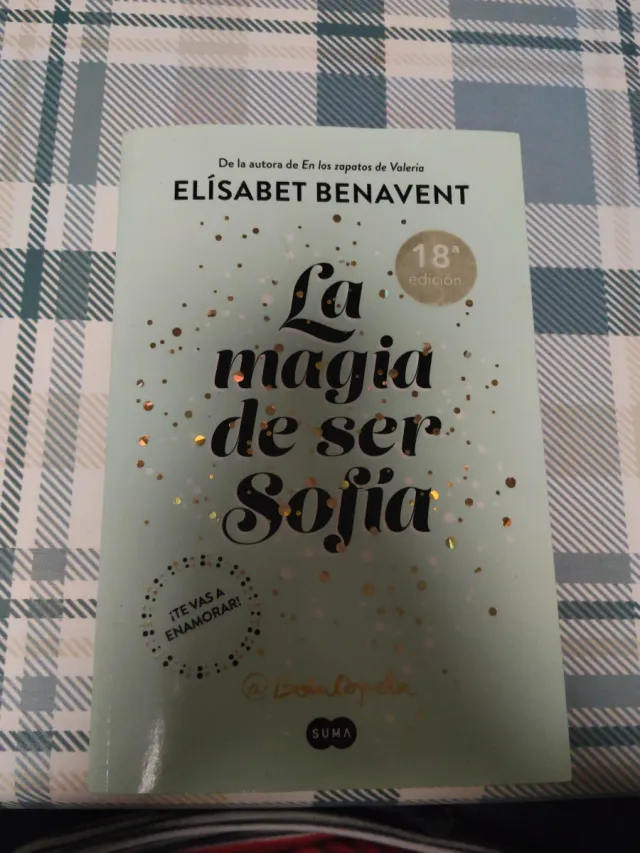 De la autora de En los zapatos de Valeria
ELÍSABET BENAVENT
18ª
edición
La
magia
de ser
Sofía
¡TE VAS A
ENAMORAR!
@BetaCoqueta
SUMA